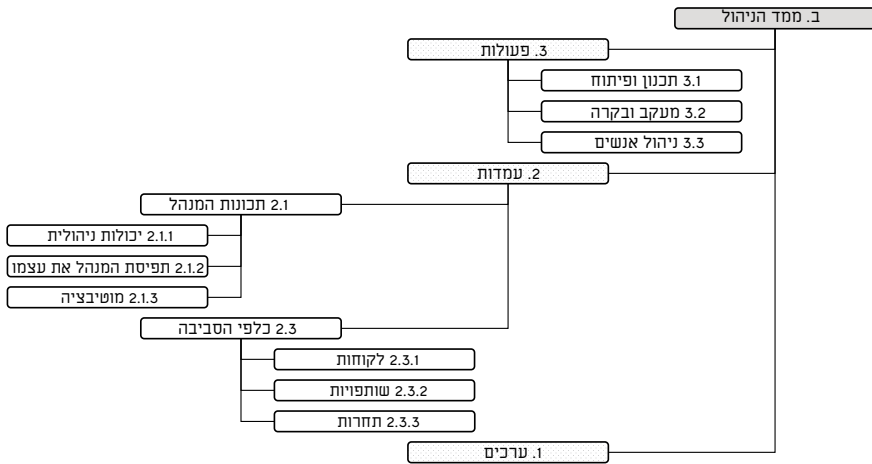 ב. ממד הניהול
3. פעולות
3.1 תכנון ופיתוח
3.2 מעקב ובקרה
3.3 ניהול אנשים
2. עמדות
2.1 תכונות המנהל
2.1.1 יכולות ניהולית
2.1.2 תפיסת המנהל את עצמו
2.1.3 מוטיבציה
2.3 כלפי הסביבה
2.3.1 לקוחות
2.3.2 שותפויות
2.3.3 תחרות
1. ערכים